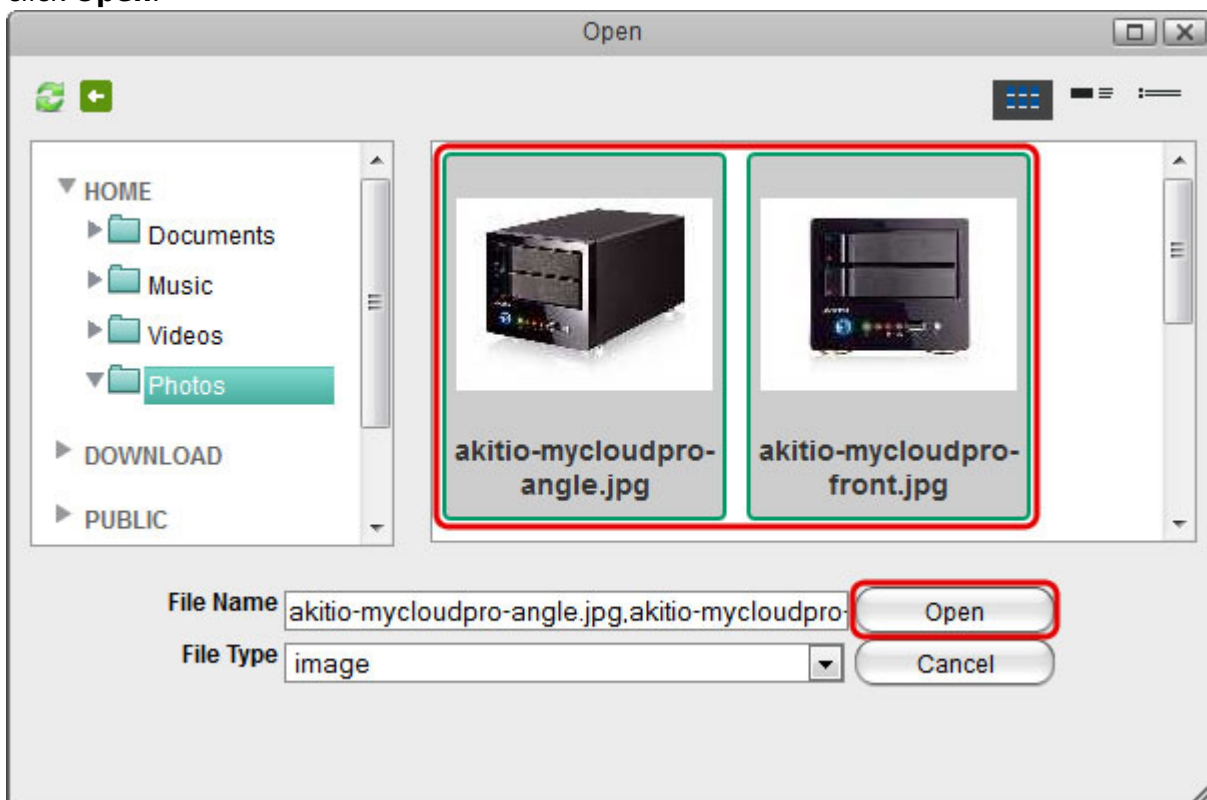 Open
HOME
Documents
Music
Videos
Photos
DOWNLOAD
PUBLIC
akitio-mycloudpro-
angle.jpg
akitio-mycloudpro-
front.jpg
File Name akitio-mycloudpro-angle.jpg,akitio-mycloudpro- Open
File Type image Cancel